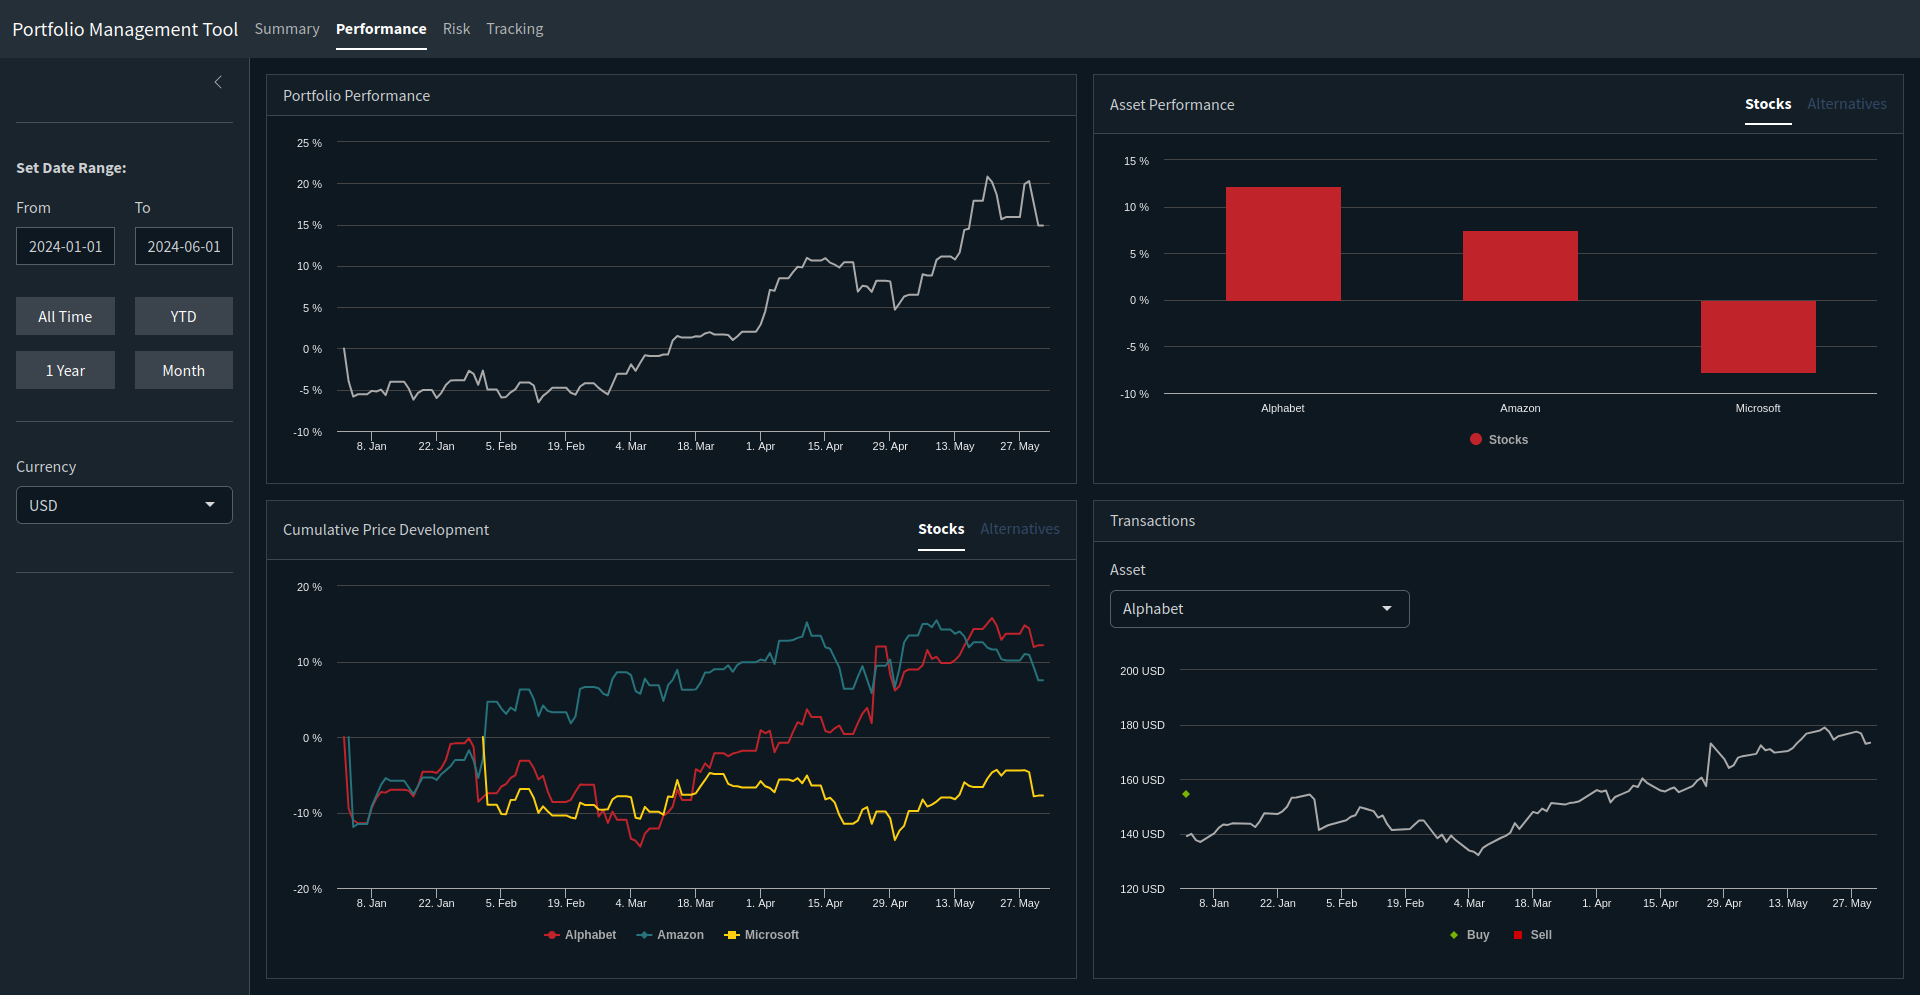 Portfolio Management Tool Summary Performance Risk Tracking
Set Date Range:
From To
2024-01-01 2024-06-01
All Time YTD
1 Year Month
Currency
USD
Portfolio Performance
25 %
20 %
15 %
10 %
5 %
0 %
-5 %
-10 %
8. Jan 22. Jan 5. Feb 19. Feb 4. Mar 18. Mar 1. Apr 15. Apr 29. Apr 13. May 27. May
Asset Performance Stocks Alternatives
15 %
10 %
5 %
0 %
-5 %
-10 %
Alphabet Amazon Microsoft
Stocks
Cumulative Price Development Stocks Alternatives
20 %
10 %
0 %
-10 %
-20 %
8. Jan 22. Jan 5. Feb 19. Feb 4. Mar 18. Mar 1. Apr 15. Apr 29. Apr 13. May 27. May
Alphabet Amazon Microsoft
Transactions
Asset
Alphabet
200 USD
180 USD
160 USD
140 USD
120 USD
8. Jan 22. Jan 5. Feb 19. Feb 4. Mar 18. Mar 1. Apr 15. Apr 29. Apr 13. May 27. May
Buy Sell